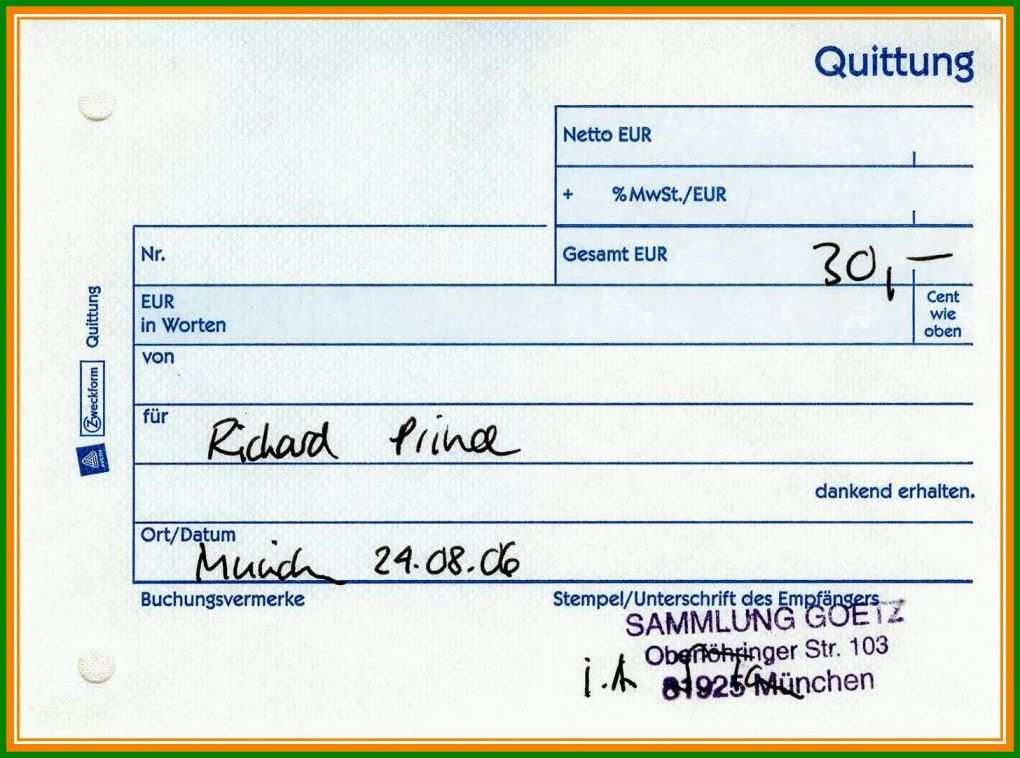 Quittung
Netto EUR
+ %MwSt./EUR
Nr.
Gesamt EUR 30,—
EUR
in Worten
Cent
wie
oben
von
für Richard Prince
dankend erhalten.
Ort/Datum
Munich 24.08.06
Buchungsvermerke
Stempel/Unterschrift des Empfängers
SAMMLUNG GOETZ
Oberföhringer Str. 103
i.A
81925 München
Quittung
Zweckform
AVERY